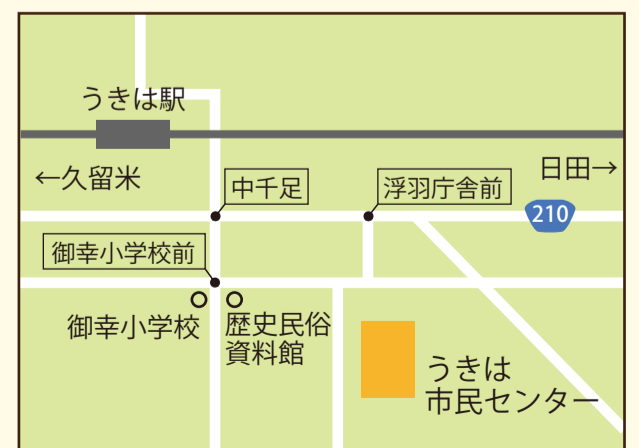 うきは駅
←久留米
日田→
中千足
浮羽庁舎前
210
御幸小学校前
御幸小学校
歴史民俗
資料館
うきは
市民センター